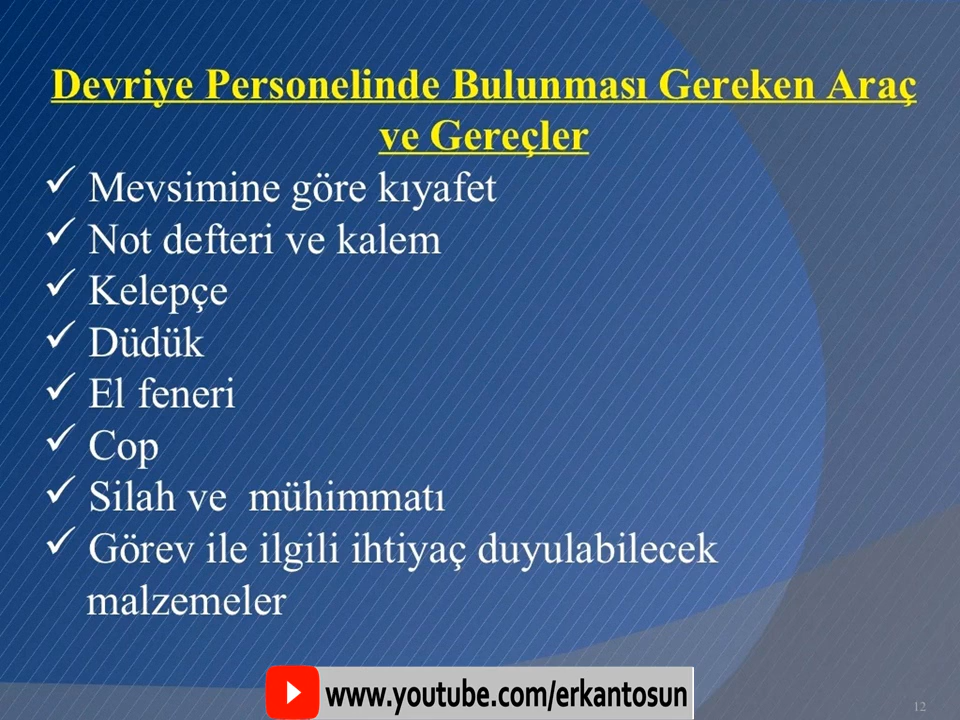 Devriye Personelinde Bulunması Gereken Araç
ve Gereçler
✓ Mevsimine göre kıyafet
✓ Not defteri ve kalem
✓ Kelepçe
✓ Düdük
✓ El feneri
✓ Cop
✓ Silah ve  mühimmatı
✓ Görev ile ilgili ihtiyaç duyulabilecek
malzemeler
www.youtube.com/erkantosun
12